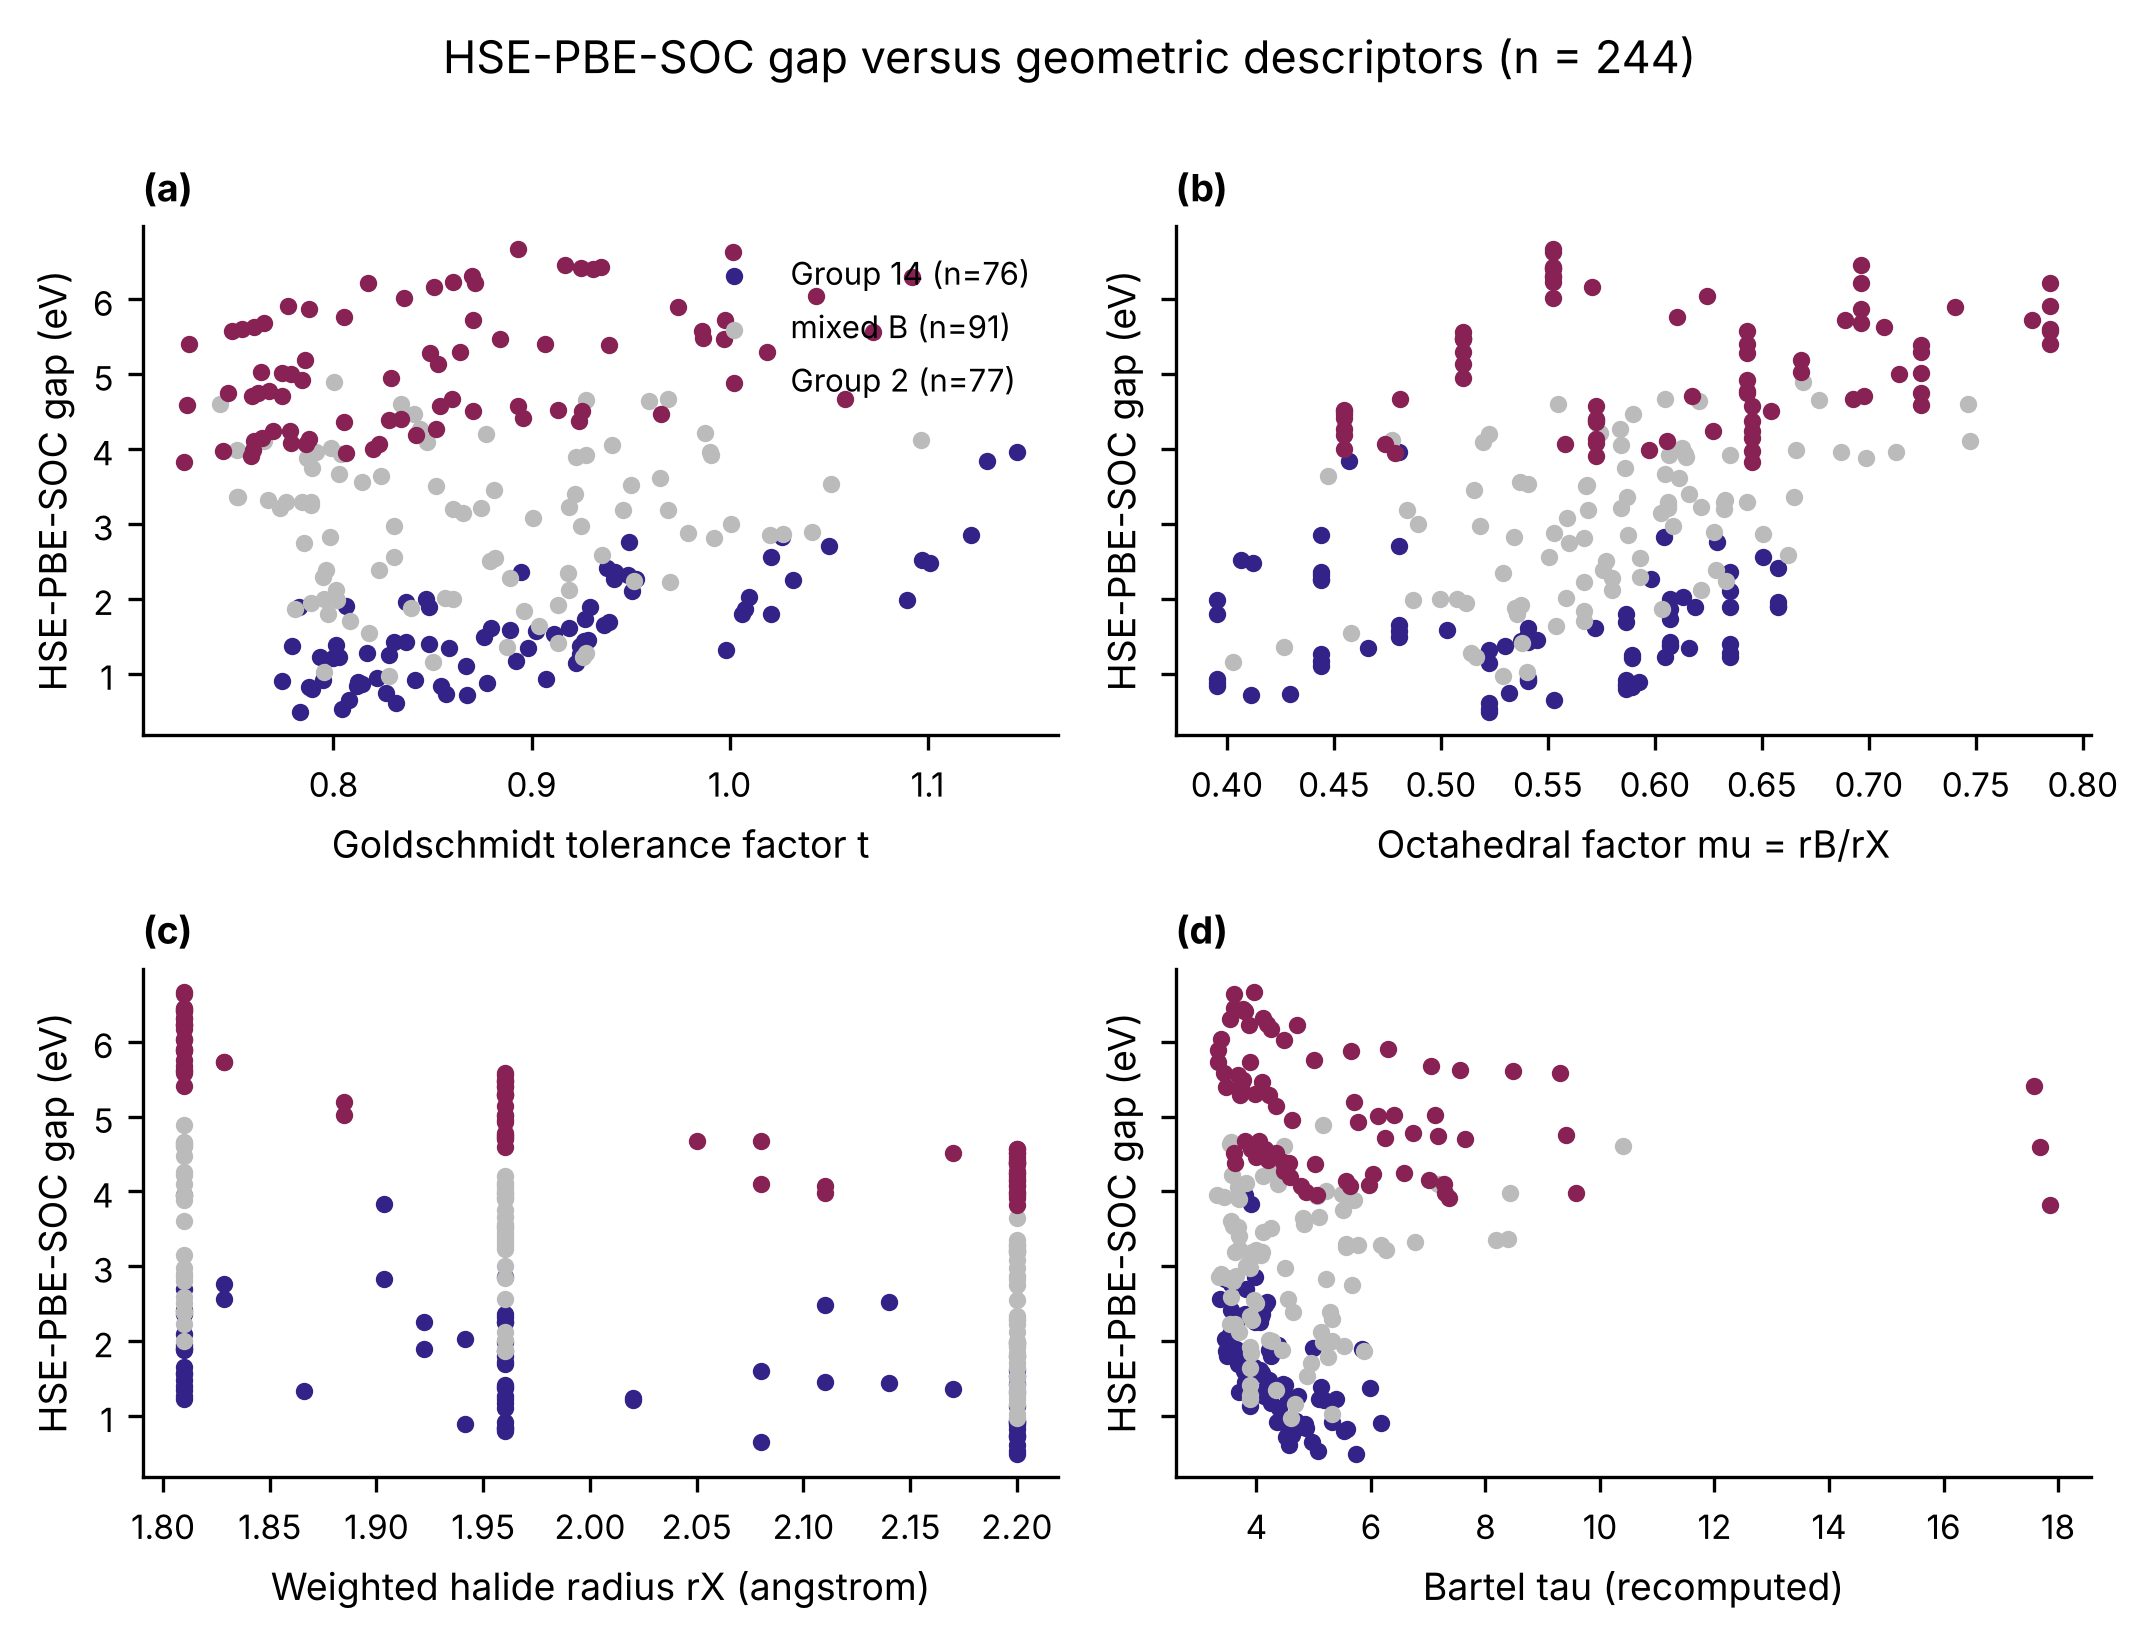 HSE-PBE-SOC gap versus geometric descriptors (n = 244)
(a)
HSE-PBE-SOC gap (eV)
6
5
4
3
2
1
Group 14 (n=76)
mixed B (n=91)
Group 2 (n=77)
0.8 0.9 1.0 1.1
Goldschmidt tolerance factor t
(b)
HSE-PBE-SOC gap (eV)
0.40 0.45 0.50 0.55 0.60 0.65 0.70 0.75 0.80
Octahedral factor mu = rB/rX
(c)
HSE-PBE-SOC gap (eV)
6
5
4
3
2
1
1.80 1.85 1.90 1.95 2.00 2.05 2.10 2.15 2.20
Weighted halide radius rX (angstrom)
(d)
HSE-PBE-SOC gap (eV)
4 6 8 10 12 14 16 18
Bartel tau (recomputed)